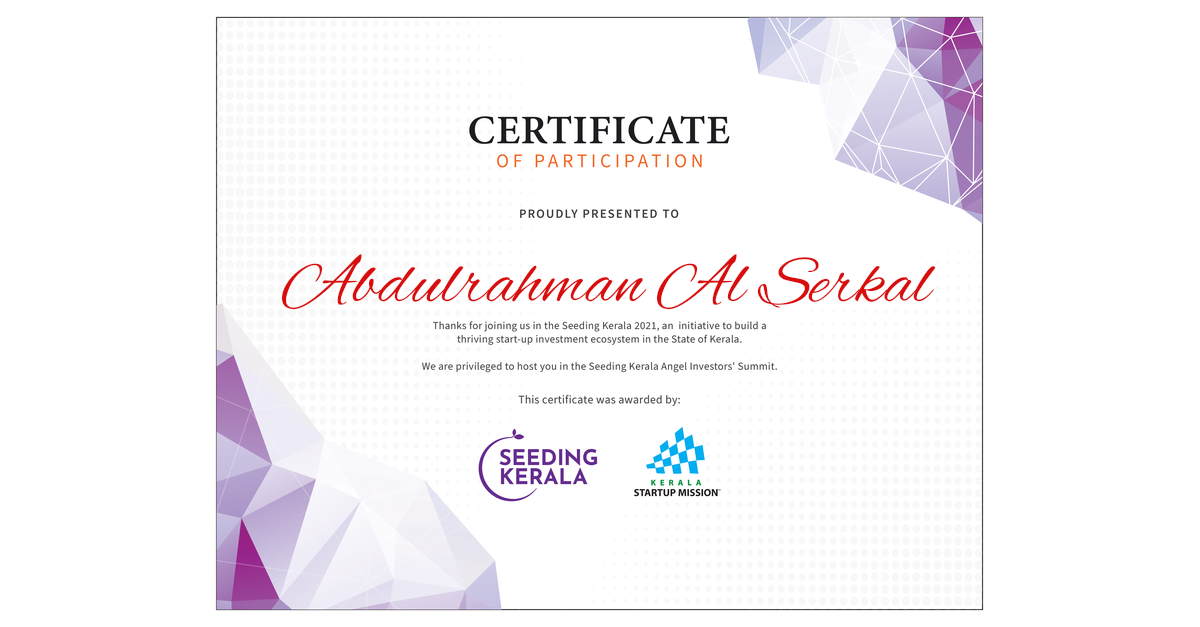 CERTIFICATE
OF PARTICIPATION
PROUDLY PRESENTED TO
Abdulrahman Al Serkal
Thanks for joining us in the Seeding Kerala 2021, an initiative to build a
thriving start-up investment ecosystem in the State of Kerala.
We are privileged to host you in the Seeding Kerala Angel Investors' Summit.
This certificate was awarded by:
SEEDING
KERALA
KERALA
STARTUP MISSION